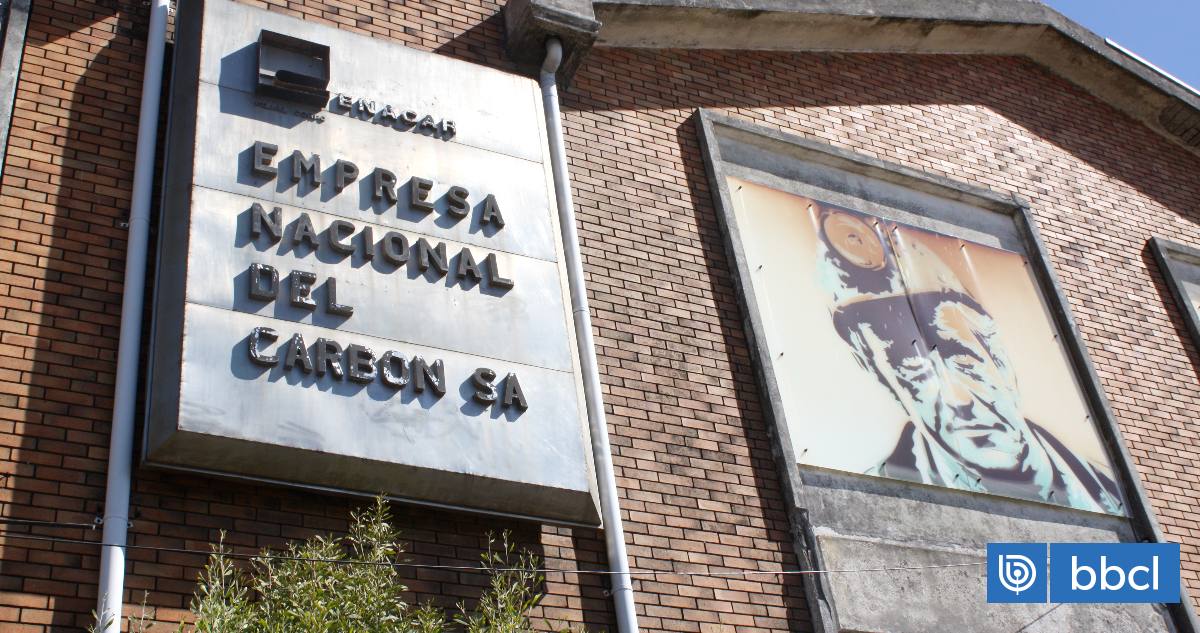 ENACAR
EMPRESA
NACIONAL
DEL
CARBON SA
bbcl